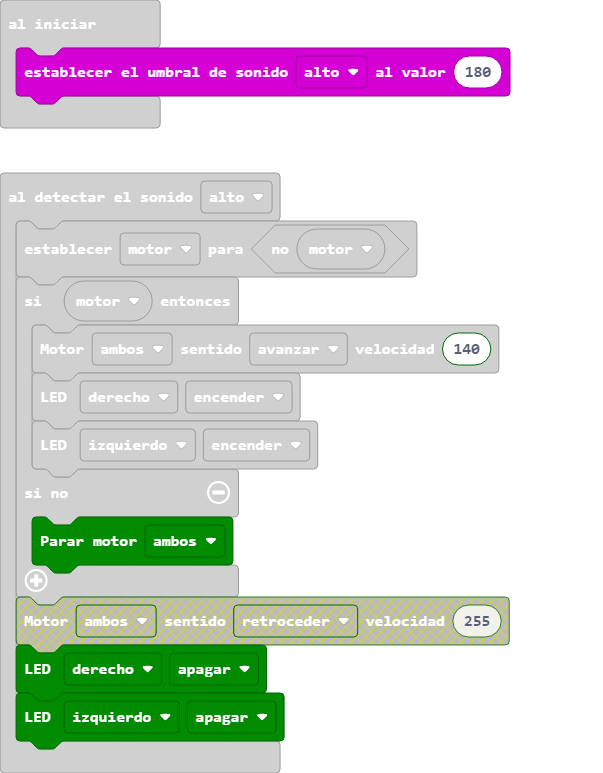 al iniciar
establecer el umbral de sonido alto al valor 180
al detectar el sonido alto
establecer motor para no motor
si motor entonces
Motor ambos sentido avanzar velocidad 140
LED derecho encender
LED izquierdo encender
si no
Parar motor ambos
Motor ambos sentido retroceder velocidad 255
LED derecho apagar
LED izquierdo apagar